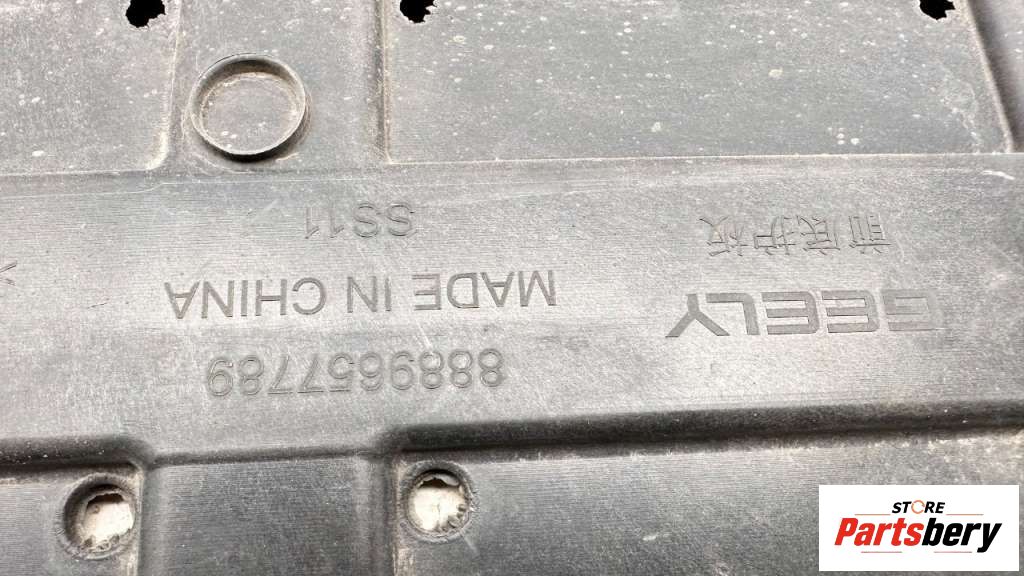 GEELY
前底护板
8889657789
MADE IN CHINA
SS11
STORE
Partsbery